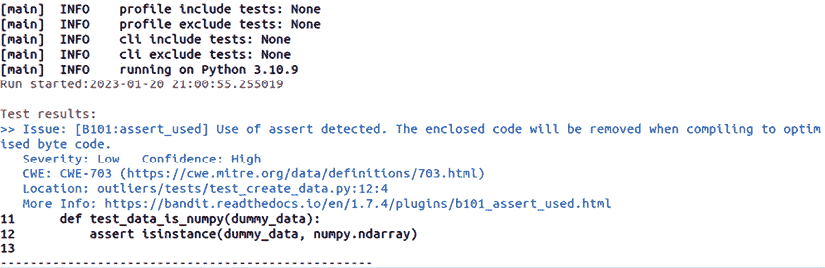 [main]  INFO    profile include tests: None
[main]  INFO    profile exclude tests: None
[main]  INFO    cli include tests: None
[main]  INFO    cli exclude tests: None
[main]  INFO    running on Python 3.10.9
Run started:2023-01-20 21:00:55.255019
Test results:
>> Issue: [B101:assert_used] Use of assert detected. The enclosed code will be removed when compiling to optim
ised byte code.
   Severity: Low   Confidence: High
   CWE: CWE-703 (https://cwe.mitre.org/data/definitions/703.html)
   Location: outliers/tests/test_create_data.py:12:4
   More Info: https://bandit.readthedocs.io/en/1.7.4/plugins/b101_assert_used.html
11      def test_data_is_numpy(dummy_data):
12          assert isinstance(dummy_data, numpy.ndarray)
13
--------------------------------------------------